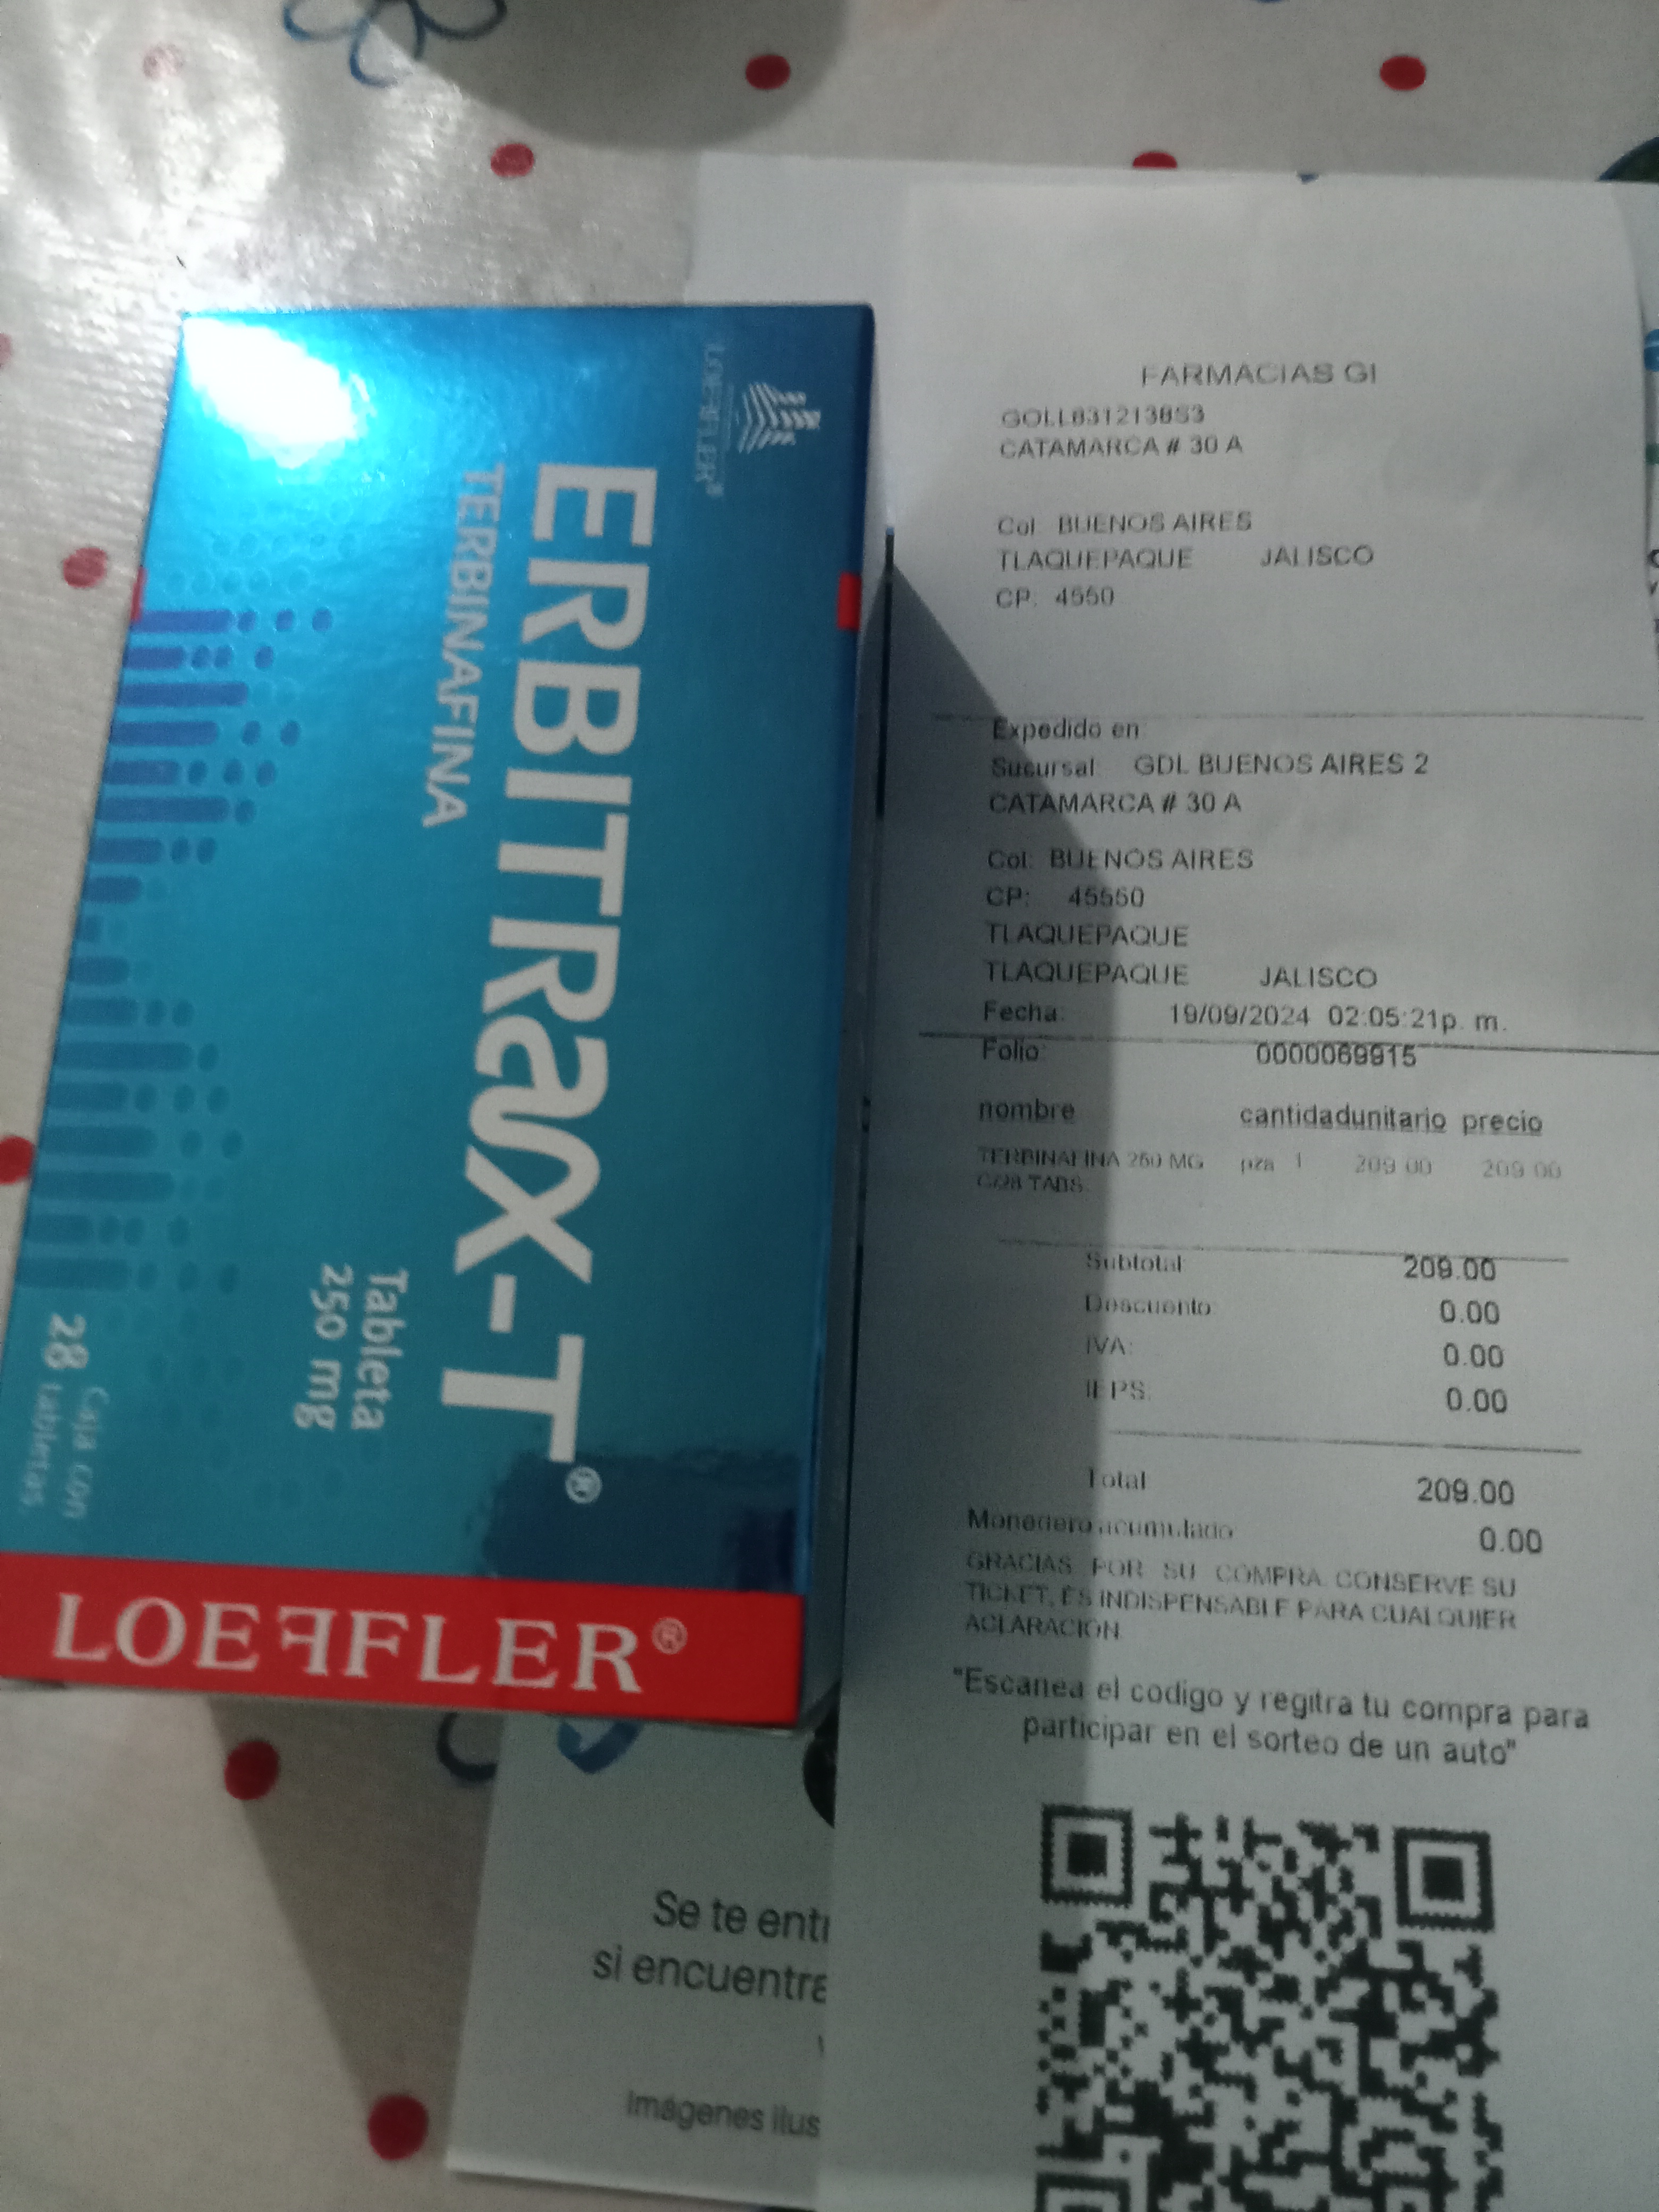 LOEFFLER®
ERBITRAX-T®
TERBINAFINA
Tableta
250 mg
Caja con
28 tabletas
LOEFFLER®
FARMACIAS GI
GOLL8312138S3
CATAMARCA # 30 A
Col BUENOS AIRES
TLAQUEPAQUE JALISCO
CP: 4550
Expedido en:
Sucursal: GDL BUENOS AIRES 2
CATAMARCA # 30 A
Col: BUENOS AIRES
CP: 45550
TLAQUEPAQUE
TLAQUEPAQUE JALISCO
Fecha: 19/09/2024 02:05:21p. m.
Folio: 0000069915
nombre cantidadunitario precio
TERBINAFINA 250 MG pza 1 209.00 209.00
C/28 TABS.
Subtotal: 209.00
Descuento: 0.00
IVA: 0.00
IEPS: 0.00
Total 209.00
Monedero acumulado 0.00
GRACIAS POR SU COMPRA. CONSERVE SU
TICKET, ES INDISPENSABLE PARA CUALQUIER
ACLARACION
"Escanea el codigo y regitra tu compra para
participar en el sorteo de un auto"
Se te entr
si encuentra
Imágenes ilus